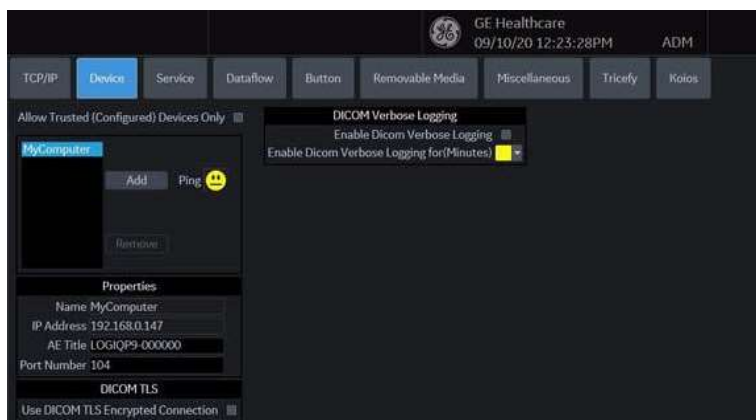 GE Healthcare
09/10/20 12:23:28PM ADM
TCP/IP Device Service Dataflow Button Removable Media Miscellaneous Tricefy Koios
Allow Trusted (Configured) Devices Only
MyComputer
Add Ping
Remove
Properties
Name MyComputer
IP Address 192.168.0.147
AE Title LOGIQP9-000000
Port Number 104
DICOM TLS
Use DICOM TLS Encrypted Connection
DICOM Verbose Logging
Enable Dicom Verbose Logging
Enable Dicom Verbose Logging for(Minutes)